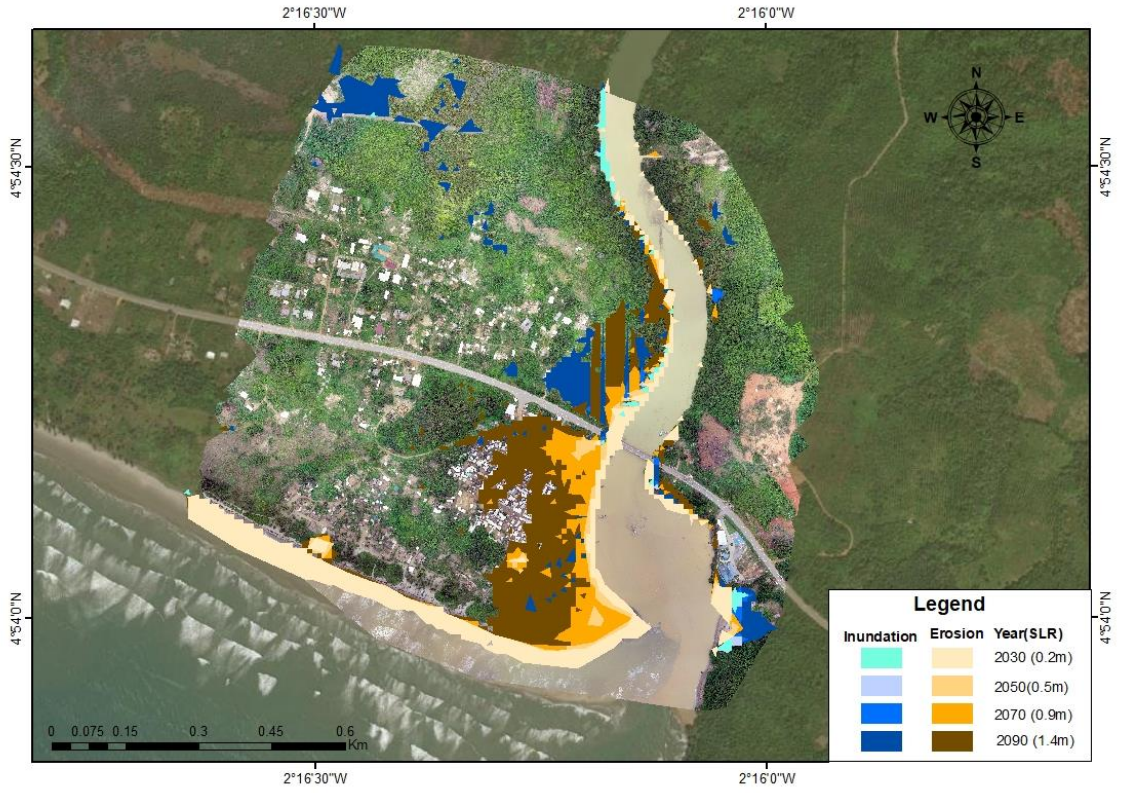 2°16'30"W 2°16'0"W
N
W E
S
4°54'30"N 4°54'30"N
4°54'0"N 4°54'0"N
Legend
Inundation Erosion Year(SLR)
2030 (0.2m)
2050(0.5m)
2070 (0.9m)
2090 (1.4m)
0 0.075 0.15 0.3 0.45 0.6
Km
2°16'30"W 2°16'0"W